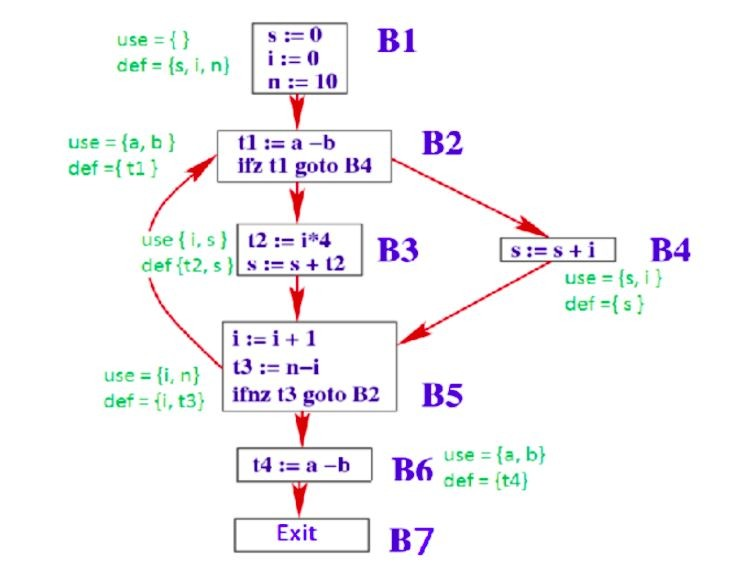 use = { }
def = {s, i, n}
s := 0
i := 0
n := 10
B1
use = {a, b }
def ={ t1 }
t1 := a –b
ifz t1 goto B4
B2
use { i, s }
def {t2, s }
t2 := i*4
s := s + t2
B3
s := s + i
B4
use = {s, i }
def ={ s }
use = {i, n}
def = {i, t3}
i := i + 1
t3 := n–i
ifnz t3 goto B2
B5
t4 := a –b
B6
use = {a, b}
def = {t4}
Exit
B7